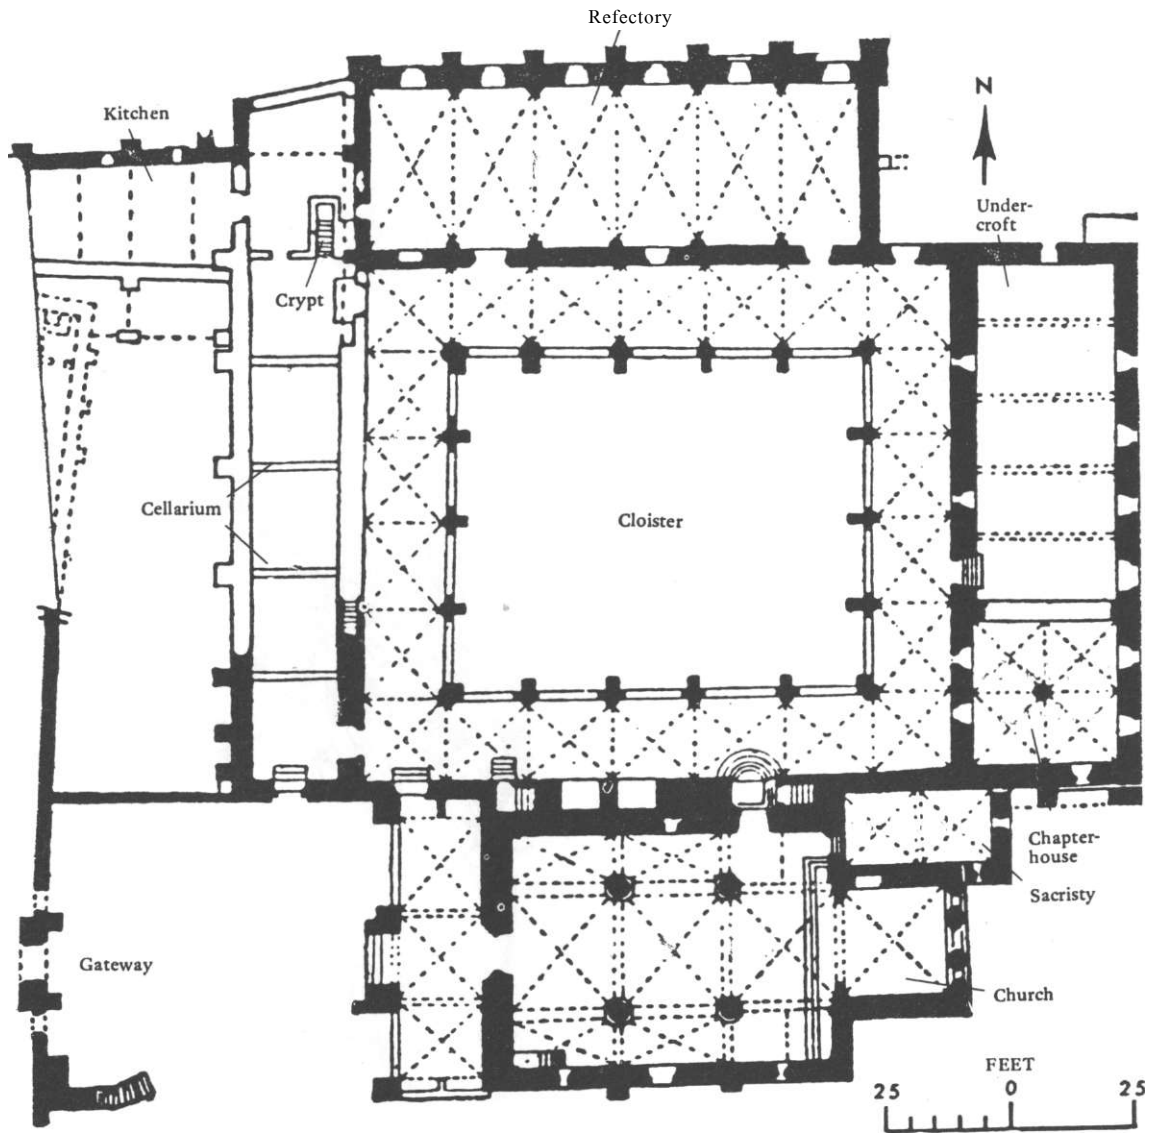 Refectory
Kitchen
N
Under-
croft
Crypt
Cellarium
Cloister
Chapter-
house
Sacristy
Gateway
Church
FEET
25 0 25